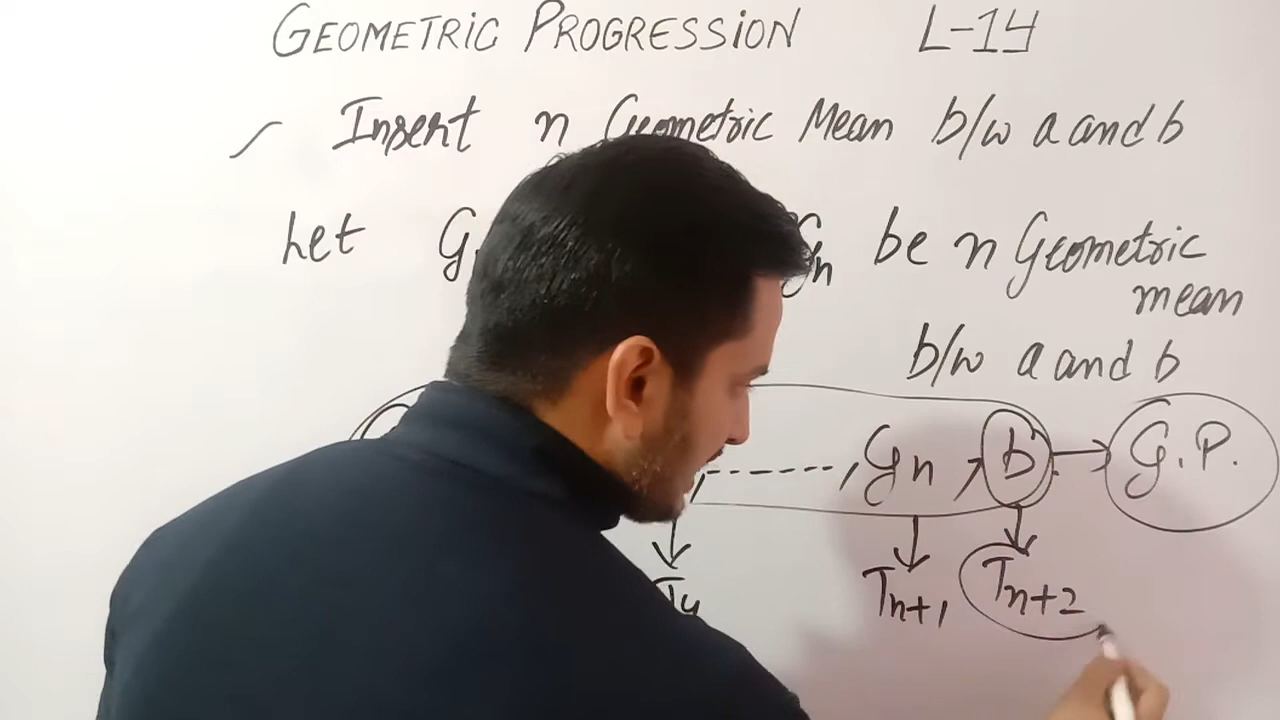 GEOMETRIC PROGRESSION L-14
Insert n Geometric Mean b/w a and b
Let G n be n Geometric
mean
b/w a and b
, ------, Gn, b → G.P.
T4 Tn+1 Tn+2